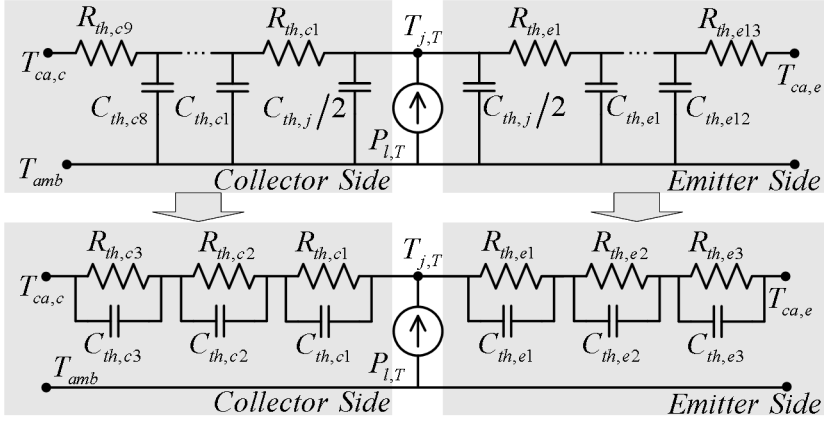 R_{th,c9} ... R_{th,c1} T_{j,T} R_{th,e1} ... R_{th,e13}
T_{ca,c} T_{ca,e}
C_{th,c8} C_{th,c1} C_{th,j}/2 C_{th,j}/2 C_{th,e1} C_{th,e12}
P_{l,T}
T_{amb}
Collector Side Emitter Side
R_{th,c3} R_{th,c2} R_{th,c1} T_{j,T} R_{th,e1} R_{th,e2} R_{th,e3}
T_{ca,c} T_{ca,e}
C_{th,c3} C_{th,c2} C_{th,c1} C_{th,e1} C_{th,e2} C_{th,e3}
P_{l,T}
T_{amb}
Collector Side Emitter Side